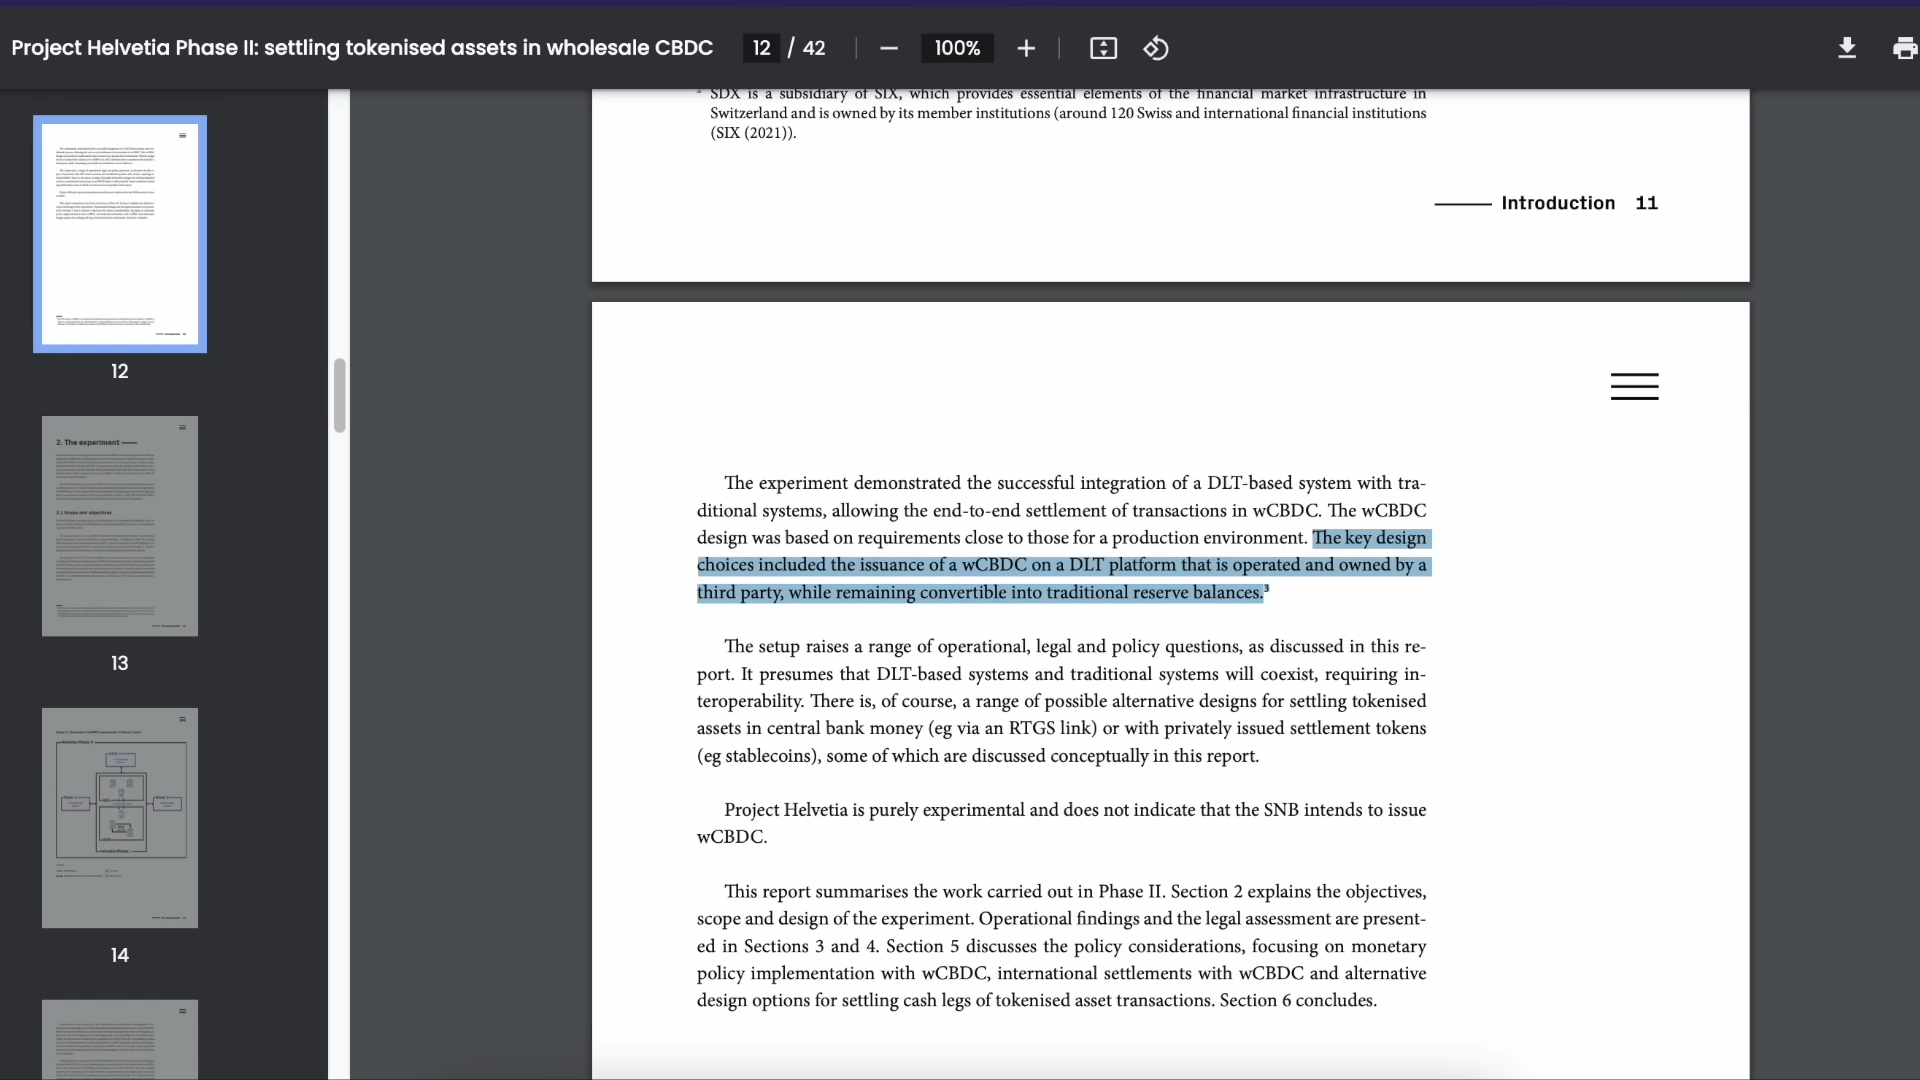 Project Helvetia Phase II: settling tokenised assets in wholesale CBDC 12 / 42 100%
12
2. The experiment
2.1 Scope and objectives
13
14
SDX is a subsidiary of SIX, which provides essential elements of the financial market infrastructure in
Switzerland and is owned by its member institutions (around 120 Swiss and international financial institutions
(SIX (2021)).
Introduction 11
The experiment demonstrated the successful integration of a DLT-based system with tra-
ditional systems, allowing the end-to-end settlement of transactions in wCBDC. The wCBDC
design was based on requirements close to those for a production environment. The key design
choices included the issuance of a wCBDC on a DLT platform that is operated and owned by a
third party, while remaining convertible into traditional reserve balances.³
The setup raises a range of operational, legal and policy questions, as discussed in this re-
port. It presumes that DLT-based systems and traditional systems will coexist, requiring in-
teroperability. There is, of course, a range of possible alternative designs for settling tokenised
assets in central bank money (eg via an RTGS link) or with privately issued settlement tokens
(eg stablecoins), some of which are discussed conceptually in this report.
Project Helvetia is purely experimental and does not indicate that the SNB intends to issue
wCBDC.
This report summarises the work carried out in Phase II. Section 2 explains the objectives,
scope and design of the experiment. Operational findings and the legal assessment are present-
ed in Sections 3 and 4. Section 5 discusses the policy considerations, focusing on monetary
policy implementation with wCBDC, international settlements with wCBDC and alternative
design options for settling cash legs of tokenised asset transactions. Section 6 concludes.